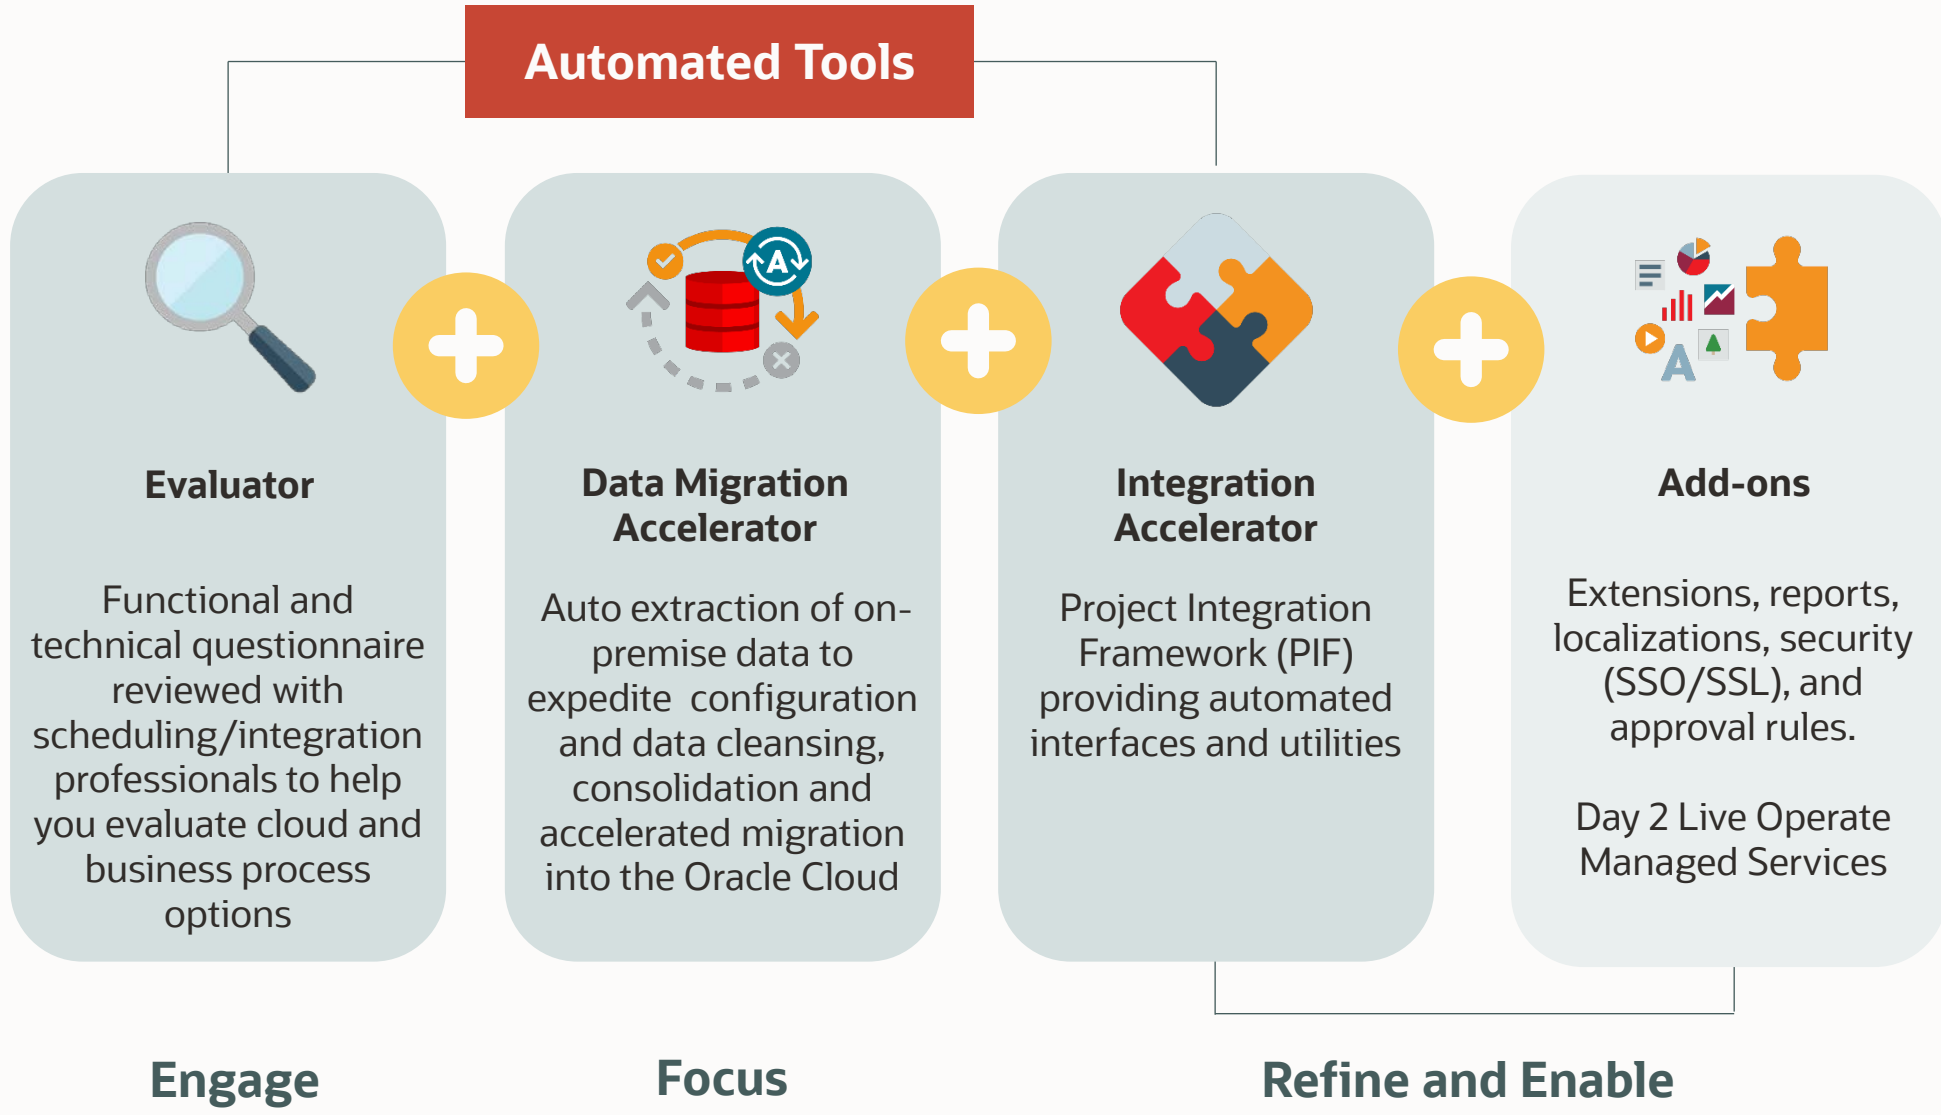 Automated Tools
Evaluator
Functional and
technical questionnaire
reviewed with
scheduling/integration
professionals to help
you evaluate cloud and
business process
options
A
Data Migration
Accelerator
Auto extraction of on-
premise data to
expedite configuration
and data cleansing,
consolidation and
accelerated migration
into the Oracle Cloud
Integration
Accelerator
Project Integration
Framework (PIF)
providing automated
interfaces and utilities
A
Add-ons
Extensions, reports,
localizations, security
(SSO/SSL), and
approval rules.
Day 2 Live Operate
Managed Services
Engage
Focus
Refine and Enable